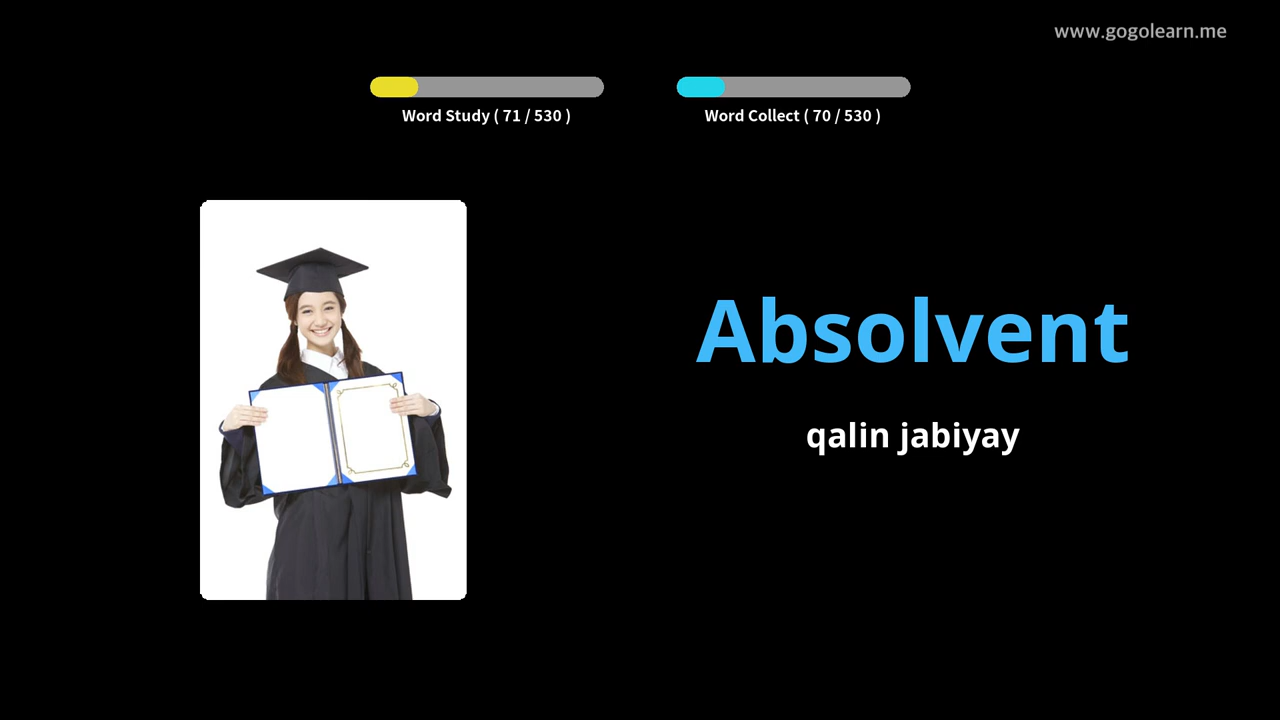 www.gogolearn.me
Word Study ( 71 / 530 )
Word Collect ( 70 / 530 )
Absolvent
qalin jabiyay